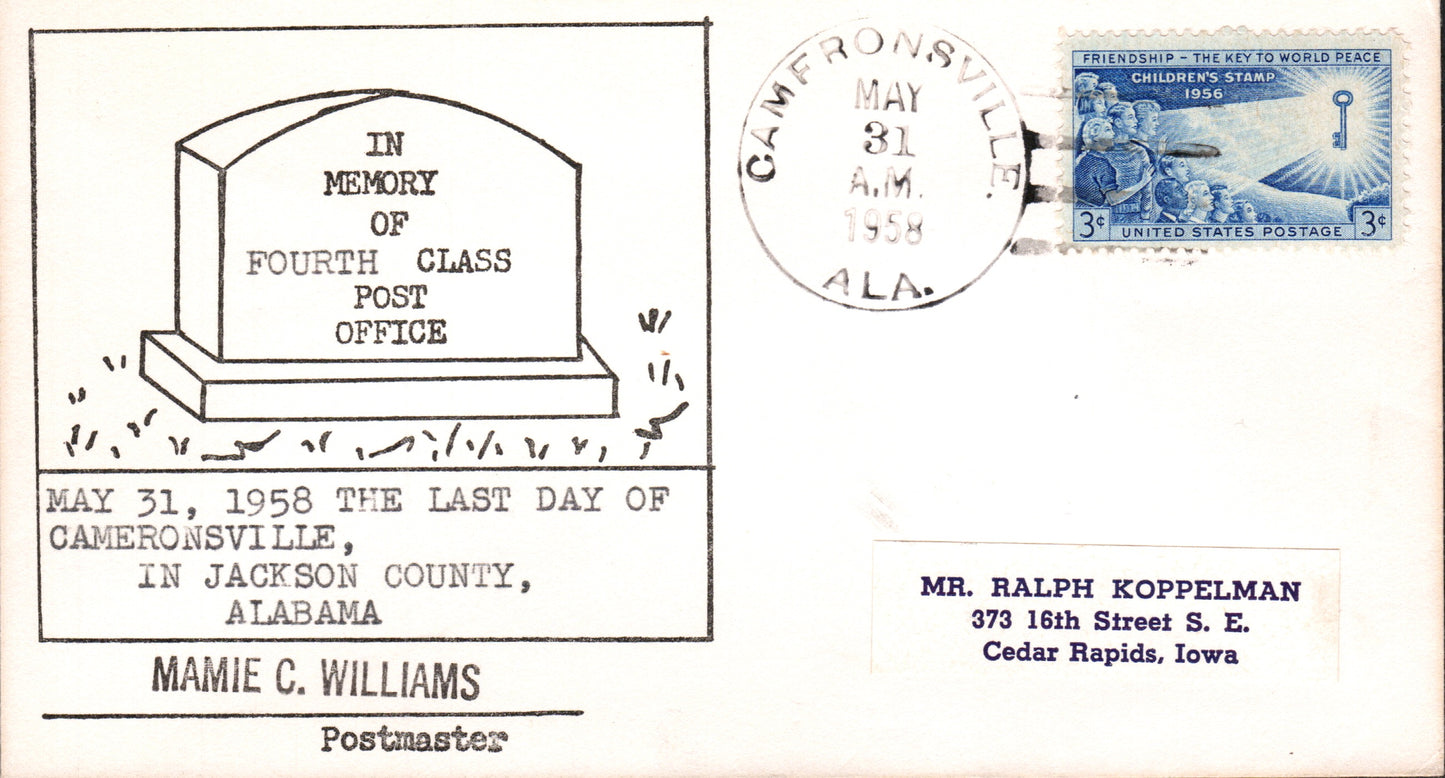 IN
MEMORY
OF
FOURTH CLASS
POST
OFFICE
MAY 31, 1958 THE LAST DAY OF
CAMERONSVILLE,
IN JACKSON COUNTY,
ALABAMA
MAMIE C. WILLIAMS
Postmaster
CAMERONSVILLE.
MAY
31
A.M.
1958
ALA.
FRIENDSHIP - THE KEY TO WORLD PEACE
CHILDREN'S STAMP
1956
3¢ UNITED STATES POSTAGE 3¢
MR. RALPH KOPPELMAN
373 16th Street S. E.
Cedar Rapids, Iowa